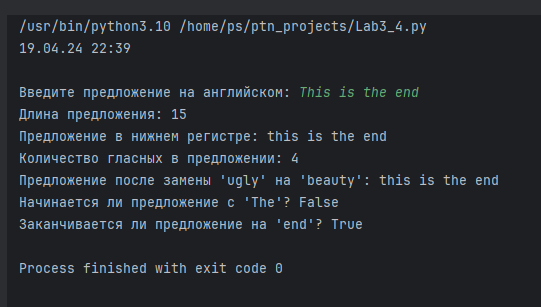 /usr/bin/python3.10 /home/ps/ptn_projects/Lab3_4.py
19.04.24 22:39
Введите предложение на английском: This is the end
Длина предложения: 15
Предложение в нижнем регистре: this is the end
Количество гласных в предложении: 4
Предложение после замены 'ugly' на 'beauty': this is the end
Начинается ли предложение с 'The'? False
Заканчивается ли предложение на 'end'? True
Process finished with exit code 0